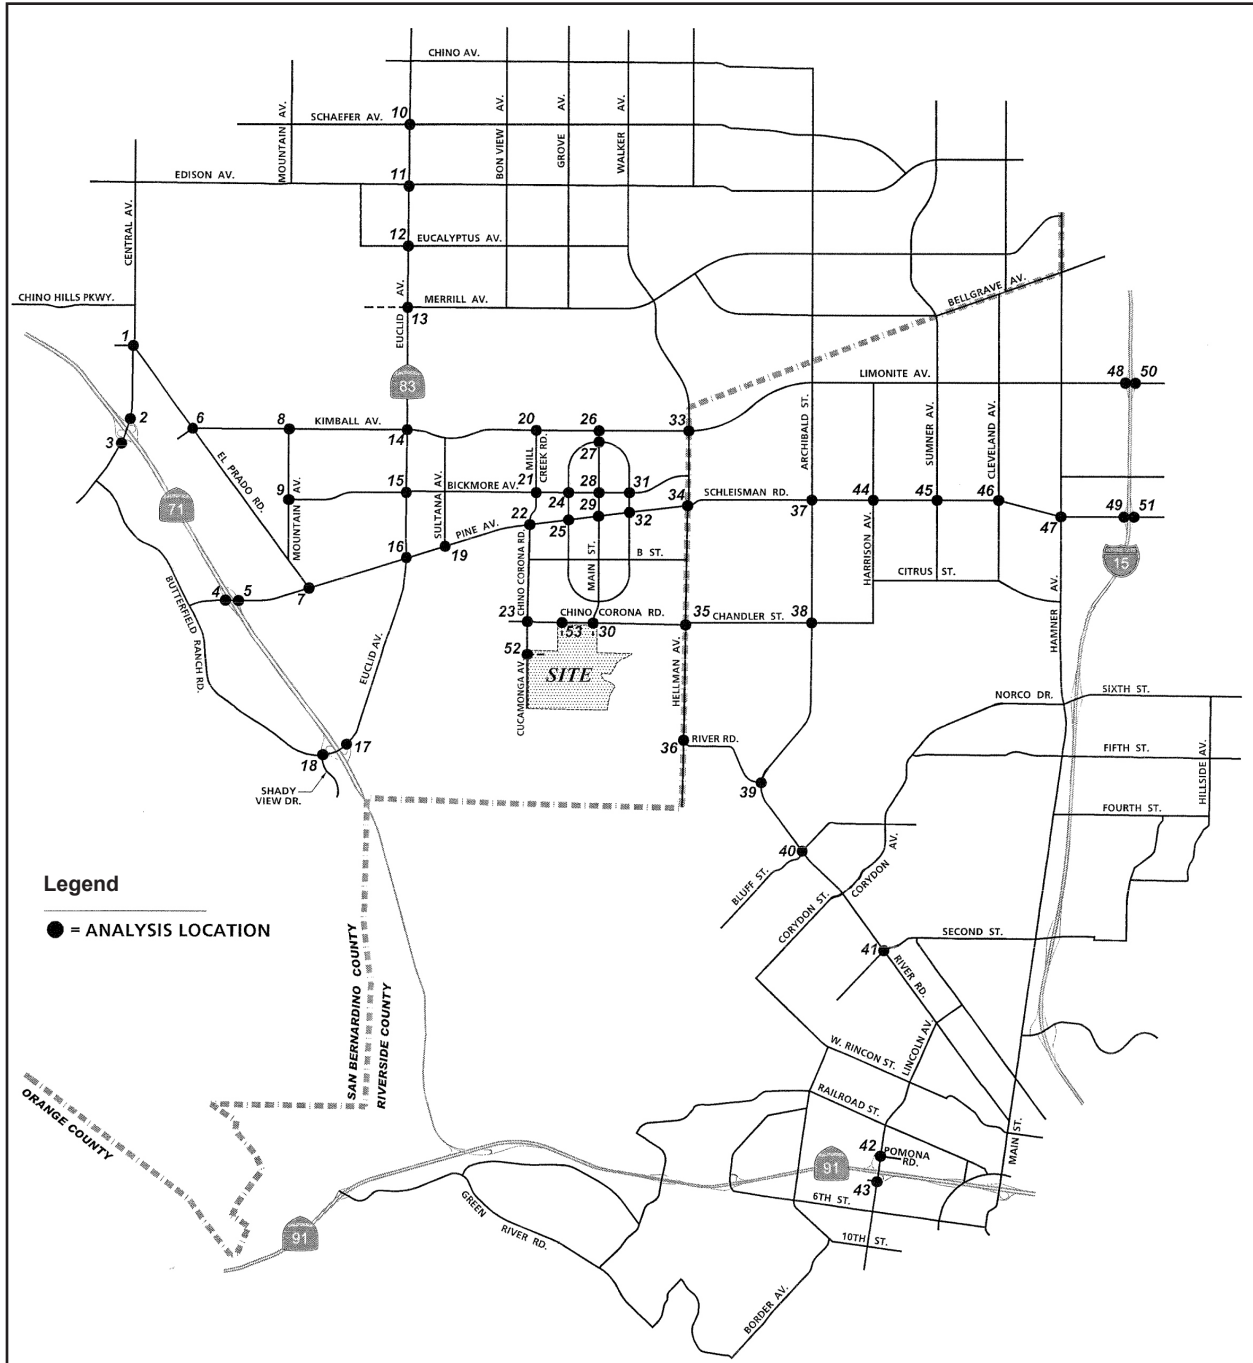 CHINO AV.
MOUNTAIN AV.
BON VIEW AV.
GROVE AV.
WALKER AV.
SCHAEFER AV.
10
EDISON AV.
11
CENTRAL AV.
12
EUCALYPTUS AV.
CHINO HILLS PKWY.
EUCLID AV.
MERRILL AV.
13
BELLGRAVE AV.
1
83
LIMONITE AV.
48
50
2
3
6
8
KIMBALL AV.
14
20
26
33
27
MILL CREEK RD.
ARCHIBALD ST.
SUMNER AV.
CLEVELAND AV.
EL PRADO RD.
9
MOUNTAIN AV.
15
SULTANA AV.
BICKMORE AV.
21
24
28
31
34
SCHLEISMAN RD.
37
44
45
46
47
49
51
71
22
25
29
32
PINE AV.
16
19
CHINO CORONA RD.
MAIN ST.
B ST.
HARRISON AV.
CITRUS ST.
15
HAMNER AV.
4
5
7
BUTTERFIELD RANCH RD.
EUCLID AV.
23
CHINO CORONA RD.
53
30
35
CHANDLER ST.
38
52
SITE
CUCAMONGA AV.
HELLMAN AV.
NORCO DR.
SIXTH ST.
17
18
36
RIVER RD.
FIFTH ST.
HILLSIDE AV.
SHADY
VIEW DR.
39
FOURTH ST.
40
BLUFF ST.
CORYDON AV.
CORYDON ST.
Legend
= ANALYSIS LOCATION
SECOND ST.
41
RIVER RD.
SAN BERNARDINO COUNTY
RIVERSIDE COUNTY
LINCOLN AV.
W. RINCON ST.
ORANGE COUNTY
RAILROAD ST.
MAIN ST.
42
POMONA
RD.
91
43
6TH ST.
GREEN
RIVER RD.
91
10TH ST.
BORDER AV.